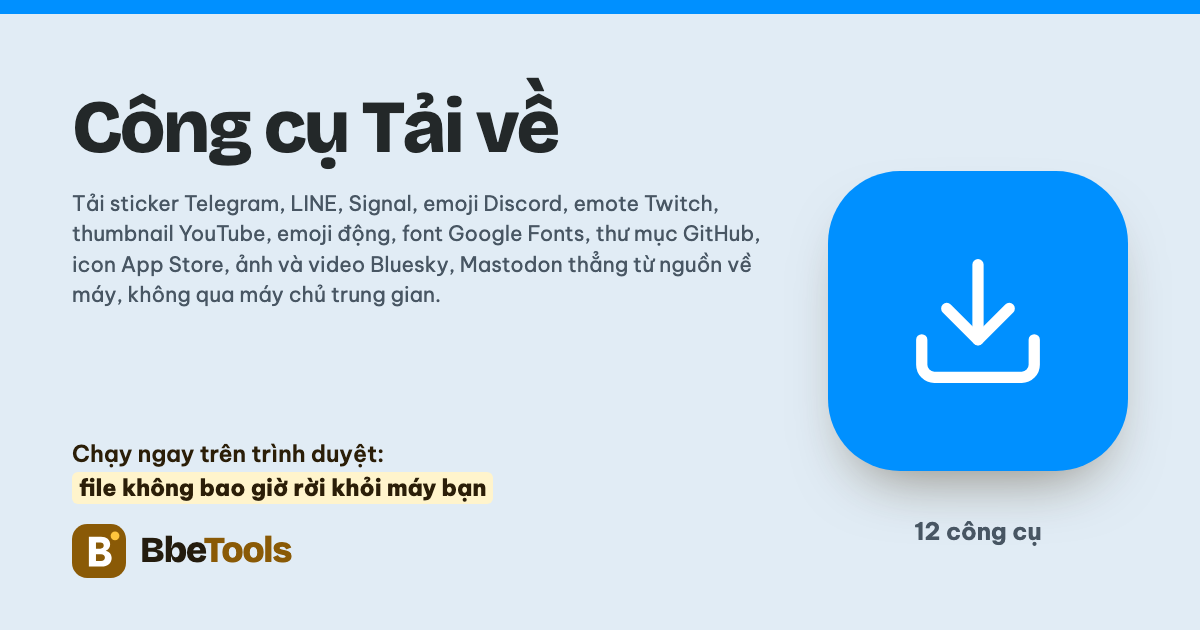 Công cụ Tải về
Tải sticker Telegram, LINE, Signal, emoji Discord, emote Twitch,
thumbnail YouTube, emoji động, font Google Fonts, thư mục GitHub,
icon App Store, ảnh và video Bluesky, Mastodon thẳng từ nguồn về
máy, không qua máy chủ trung gian.
Chạy ngay trên trình duyệt:
file không bao giờ rời khỏi máy bạn
B BbeTools
12 công cụ